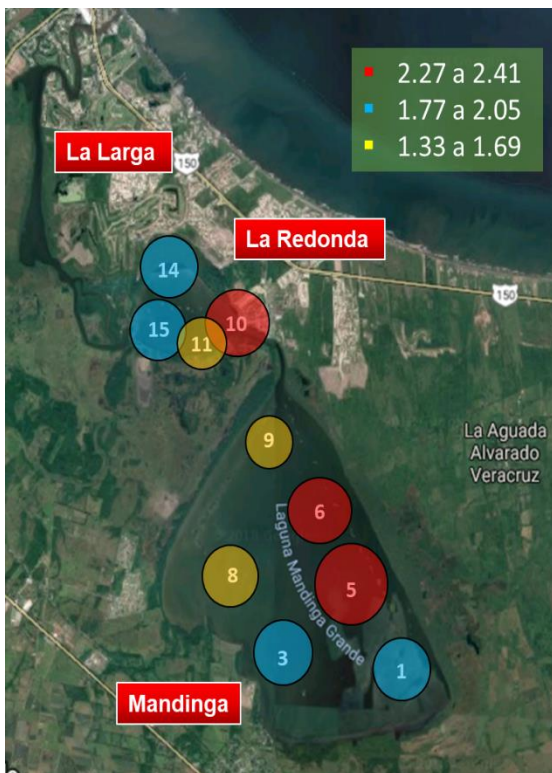 2.27 a 2.41
1.77 a 2.05
1.33 a 1.69
La Larga
150
La Redonda
14
150
15
11
10
9
La Aguada
Alvarado
Veracruz
6
Laguna Mandinga Grande
8
5
3
1
Mandinga